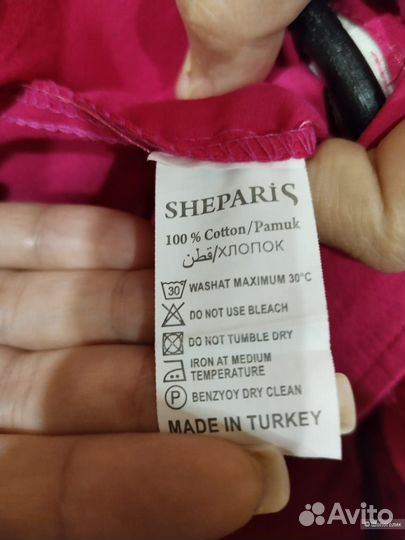 SHEPARIS
100 % Cotton/Pamuk
قطن/ХЛОПОК
30 WASHAT MAXIMUM 30°C
DO NOT USE BLEACH
DO NOT TUMBLE DRY
IRON AT MEDIUM
TEMPERATURE
P BENZYOY DRY CLEAN
MADE IN TURKEY
Avito